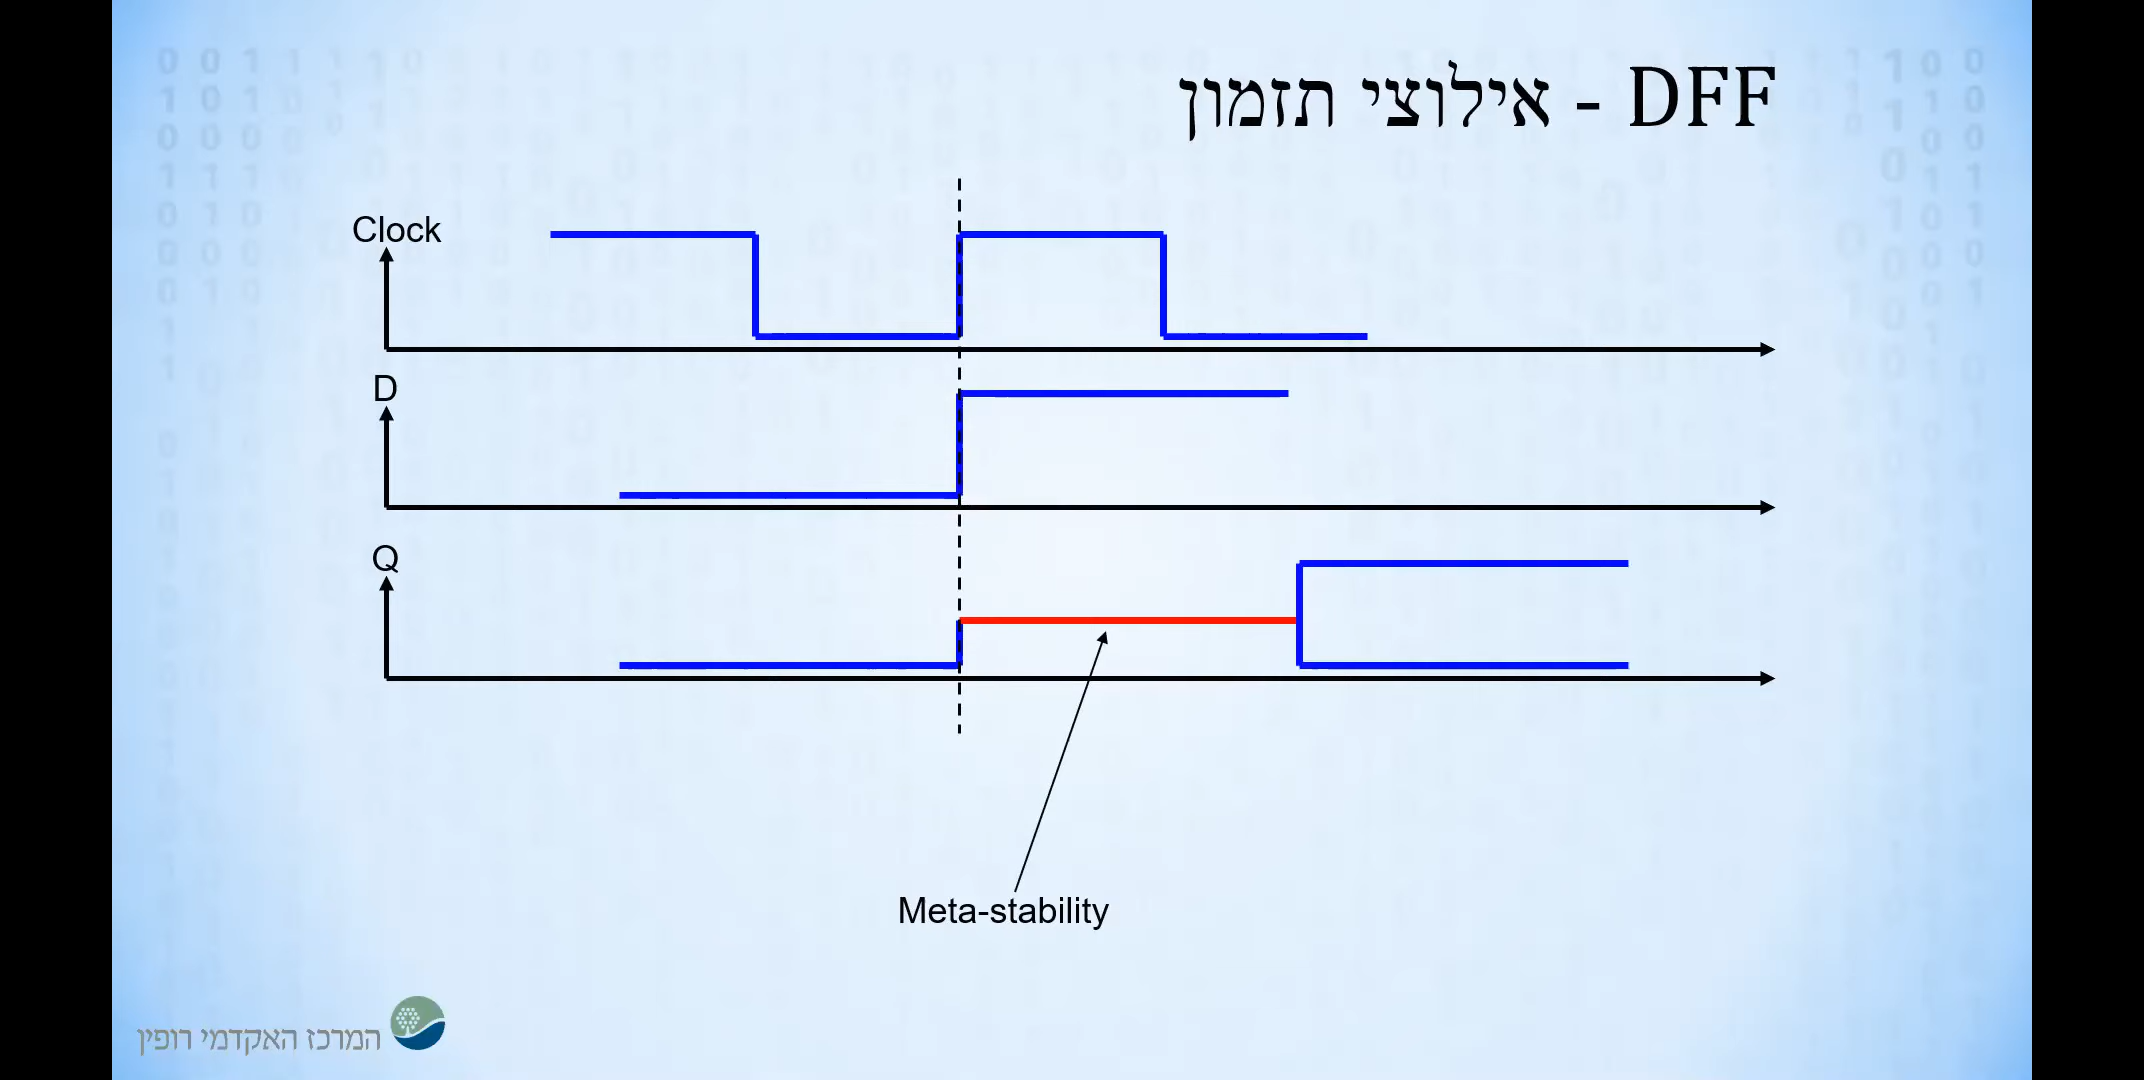 DFF - אילוצי תזמון
Clock
D
Q
Meta-stability
המרכז האקדמי רופין